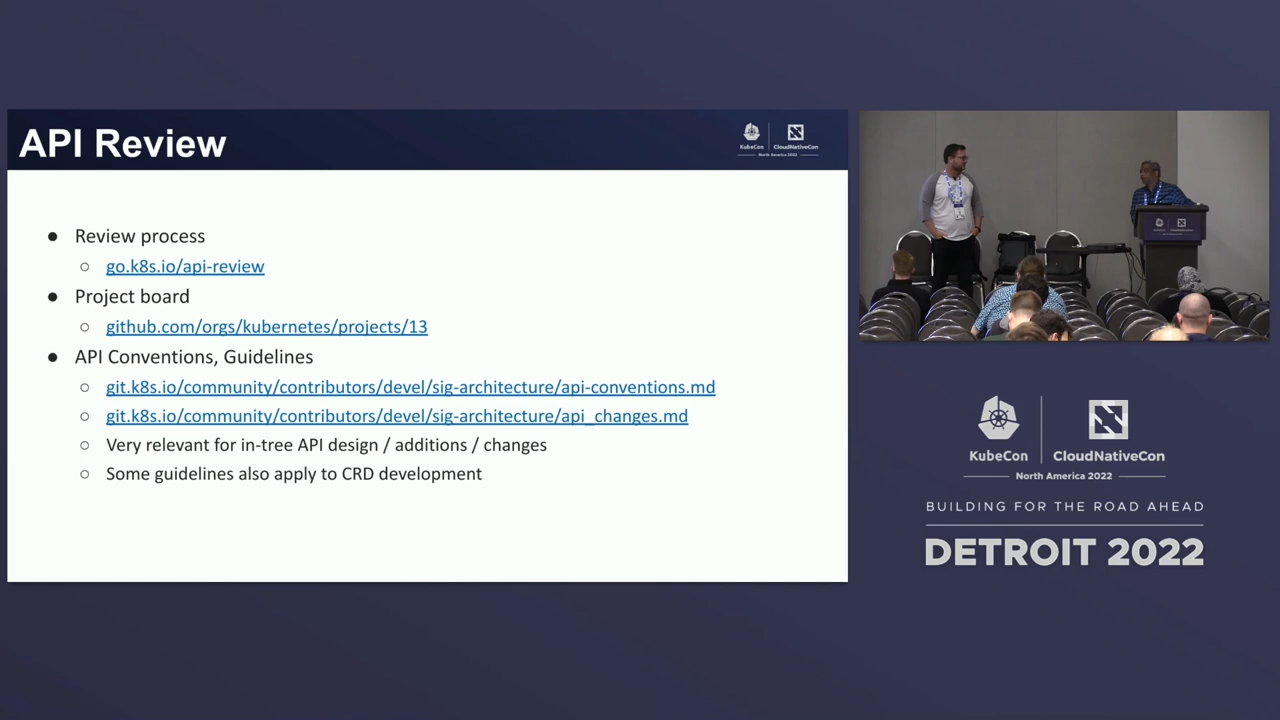 API Review
KubeCon
CloudNativeCon
North America 2022
● Review process
○ go.k8s.io/api-review
● Project board
○ github.com/orgs/kubernetes/projects/13
● API Conventions, Guidelines
○ git.k8s.io/community/contributors/devel/sig-architecture/api-conventions.md
○ git.k8s.io/community/contributors/devel/sig-architecture/api_changes.md
○ Very relevant for in-tree API design / additions / changes
○ Some guidelines also apply to CRD development
KubeCon
CloudNativeCon
North America 2022
BUILDING FOR THE ROAD AHEAD
DETROIT 2022